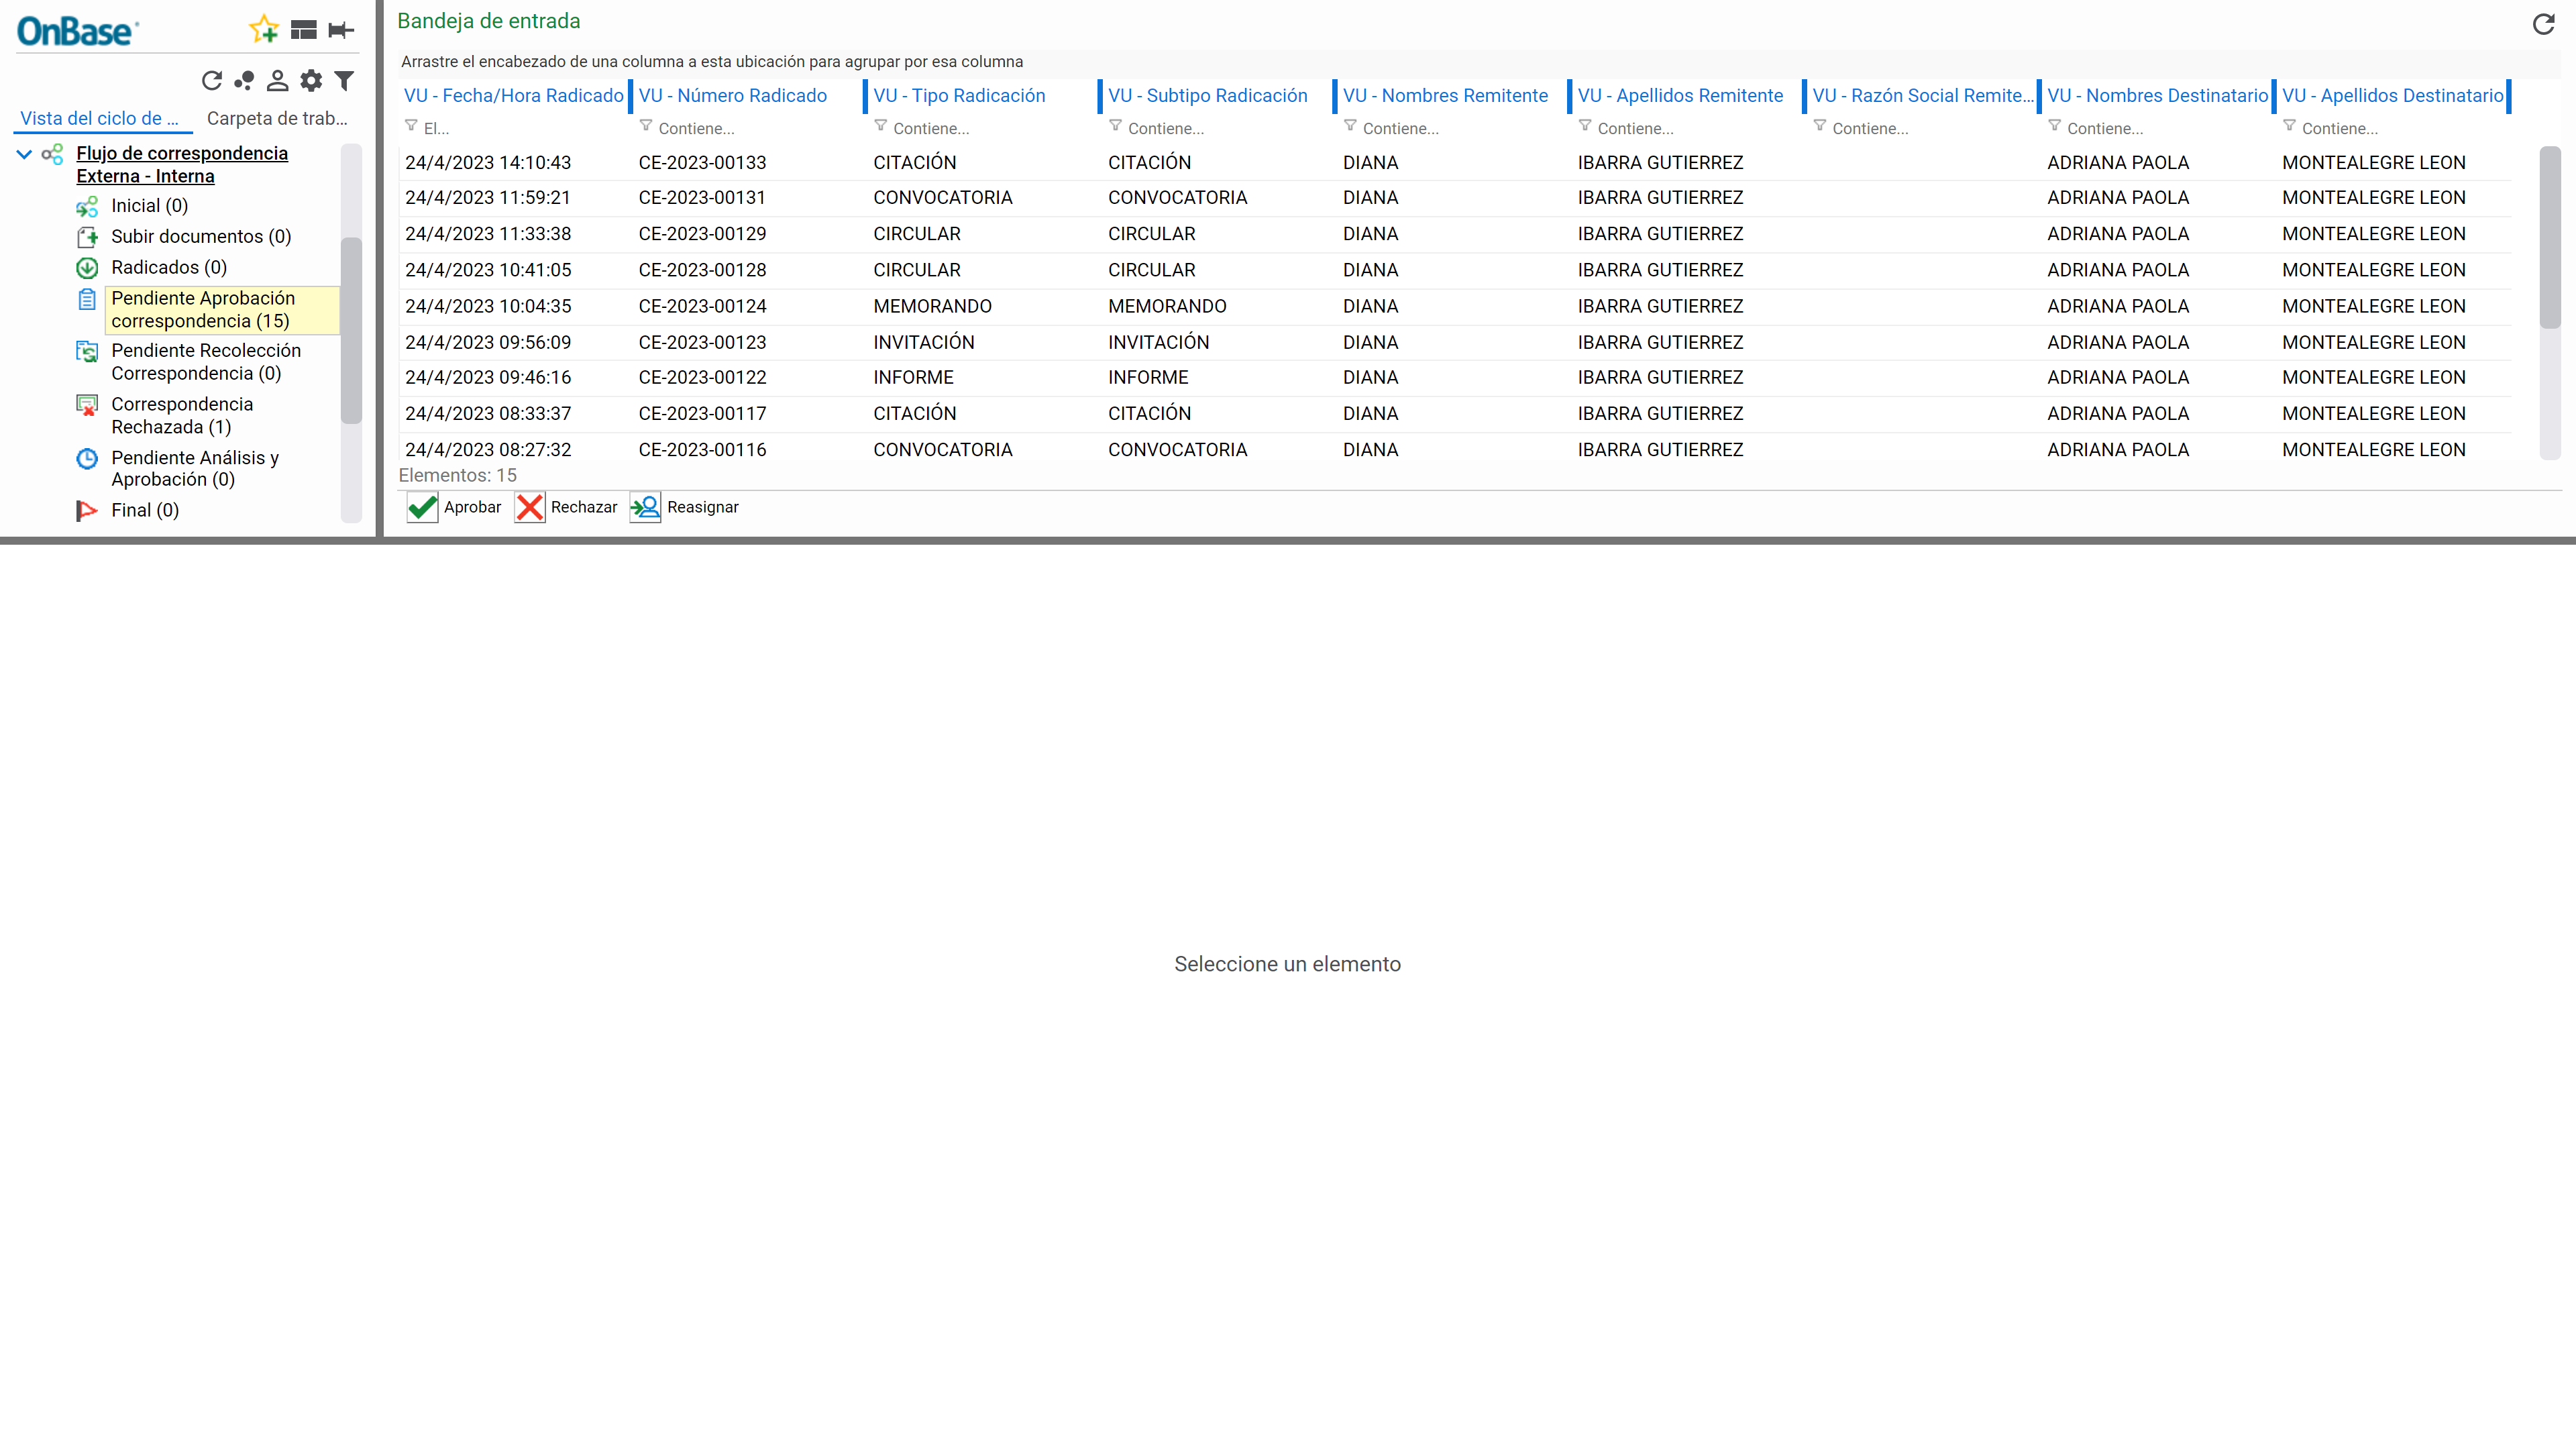 OnBase
Vista del ciclo de ...
Carpeta de trab...
Flujo de correspondencia
Externa - Interna
Inicial (0)
Subir documentos (0)
Radicados (0)
Pendiente Aprobación
correspondencia (15)
Pendiente Recolección
Correspondencia (0)
Correspondencia
Rechazada (1)
Pendiente Análisis y
Aprobación (0)
Final (0)
Bandeja de entrada
Arrastre el encabezado de una columna a esta ubicación para agrupar por esa columna
VU - Fecha/Hora Radicado VU - Número Radicado VU - Tipo Radicación VU - Subtipo Radicación VU - Nombres Remitente VU - Apellidos Remitente VU - Razón Social Remite... VU - Nombres Destinatario VU - Apellidos Destinatario
El... Contiene... Contiene... Contiene... Contiene... Contiene... Contiene... Contiene... Contiene...
24/4/2023 14:10:43 CE-2023-00133 CITACIÓN CITACIÓN DIANA IBARRA GUTIERREZ ADRIANA PAOLA MONTEALEGRE LEON
24/4/2023 11:59:21 CE-2023-00131 CONVOCATORIA CONVOCATORIA DIANA IBARRA GUTIERREZ ADRIANA PAOLA MONTEALEGRE LEON
24/4/2023 11:33:38 CE-2023-00129 CIRCULAR CIRCULAR DIANA IBARRA GUTIERREZ ADRIANA PAOLA MONTEALEGRE LEON
24/4/2023 10:41:05 CE-2023-00128 CIRCULAR CIRCULAR DIANA IBARRA GUTIERREZ ADRIANA PAOLA MONTEALEGRE LEON
24/4/2023 10:04:35 CE-2023-00124 MEMORANDO MEMORANDO DIANA IBARRA GUTIERREZ ADRIANA PAOLA MONTEALEGRE LEON
24/4/2023 09:56:09 CE-2023-00123 INVITACIÓN INVITACIÓN DIANA IBARRA GUTIERREZ ADRIANA PAOLA MONTEALEGRE LEON
24/4/2023 09:46:16 CE-2023-00122 INFORME INFORME DIANA IBARRA GUTIERREZ ADRIANA PAOLA MONTEALEGRE LEON
24/4/2023 08:33:37 CE-2023-00117 CITACIÓN CITACIÓN DIANA IBARRA GUTIERREZ ADRIANA PAOLA MONTEALEGRE LEON
24/4/2023 08:27:32 CE-2023-00116 CONVOCATORIA CONVOCATORIA DIANA IBARRA GUTIERREZ ADRIANA PAOLA MONTEALEGRE LEON
Elementos: 15
Aprobar Rechazar Reasignar
Seleccione un elemento